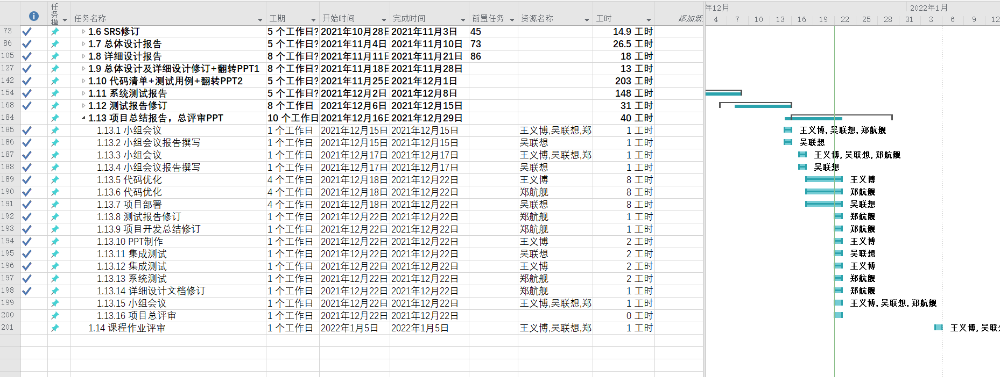 任务模 任务名称 工期 开始时间 完成时间 前置任务 资源名称 工时 添加新 年12月 2022年1月
4 7 10 13 16 19 22 25 28 31 3 6 9 12
73 1.6 SRS修订 5 个工作日? 2021年10月28日 2021年11月3日 45 14.9 工时
86 1.7 总体设计报告 5 个工作日? 2021年11月4日 2021年11月10日 73 26.5 工时
105 1.8 详细设计报告 8 个工作日? 2021年11月11日 2021年11月21日 86 18 工时
127 1.9 总体设计及详细设计修订+翻转PPT1 8 个工作日? 2021年11月18日 2021年11月28日 13 工时
142 1.10 代码清单+测试用例+翻转PPT2 5 个工作日? 2021年11月25日 2021年12月1日 203 工时
154 1.11 系统测试报告 5 个工作日? 2021年12月2日 2021年12月8日 148 工时
168 1.12 测试报告修订 8 个工作日? 2021年12月6日 2021年12月15日 31 工时
184 1.13 项目总结报告，总评审PPT 10 个工作日 2021年12月16日 2021年12月29日 40 工时
185 1.13.1 小组会议 1 个工作日 2021年12月15日 2021年12月15日 王义博,吴联想,郑 1 工时 王义博, 吴联想, 郑航舰
186 1.13.2 小组会议报告撰写 1 个工作日 2021年12月15日 2021年12月15日 吴联想 1 工时 吴联想
187 1.13.3 小组会议 1 个工作日 2021年12月17日 2021年12月17日 王义博,吴联想,郑 1 工时 王义博, 吴联想, 郑航舰
188 1.13.4 小组会议报告撰写 1 个工作日 2021年12月17日 2021年12月17日 吴联想 1 工时 吴联想
189 1.13.5 代码优化 4 个工作日 2021年12月18日 2021年12月22日 王义博 8 工时 王义博
190 1.13.6 代码优化 4 个工作日 2021年12月18日 2021年12月22日 郑航舰 8 工时 郑航舰
191 1.13.7 项目部署 4 个工作日 2021年12月18日 2021年12月22日 吴联想 8 工时 吴联想
192 1.13.8 测试报告修订 1 个工作日 2021年12月22日 2021年12月22日 郑航舰 1 工时 郑航舰
193 1.13.9 项目开发总结修订 1 个工作日 2021年12月22日 2021年12月22日 郑航舰 1 工时 郑航舰
194 1.13.10 PPT制作 1 个工作日 2021年12月22日 2021年12月22日 王义博 2 工时 王义博
195 1.13.11 集成测试 1 个工作日 2021年12月22日 2021年12月22日 吴联想 2 工时 吴联想
196 1.13.12 集成测试 1 个工作日 2021年12月22日 2021年12月22日 王义博 2 工时 王义博
197 1.13.13 系统测试 1 个工作日 2021年12月22日 2021年12月22日 郑航舰 2 工时 郑航舰
198 1.13.14 详细设计文档修订 1 个工作日 2021年12月22日 2021年12月22日 郑航舰 1 工时 郑航舰
199 1.13.15 小组会议 1 个工作日 2021年12月22日 2021年12月22日 王义博,吴联想,郑 1 工时 王义博, 吴联想, 郑航舰
200 1.13.16 项目总评审 1 个工作日 2021年12月22日 2021年12月22日 0 工时
201 1.14 课程作业评审 1 个工作日 2022年1月5日 2022年1月5日 王义博,吴联想,郑 1 工时 王义博, 吴联